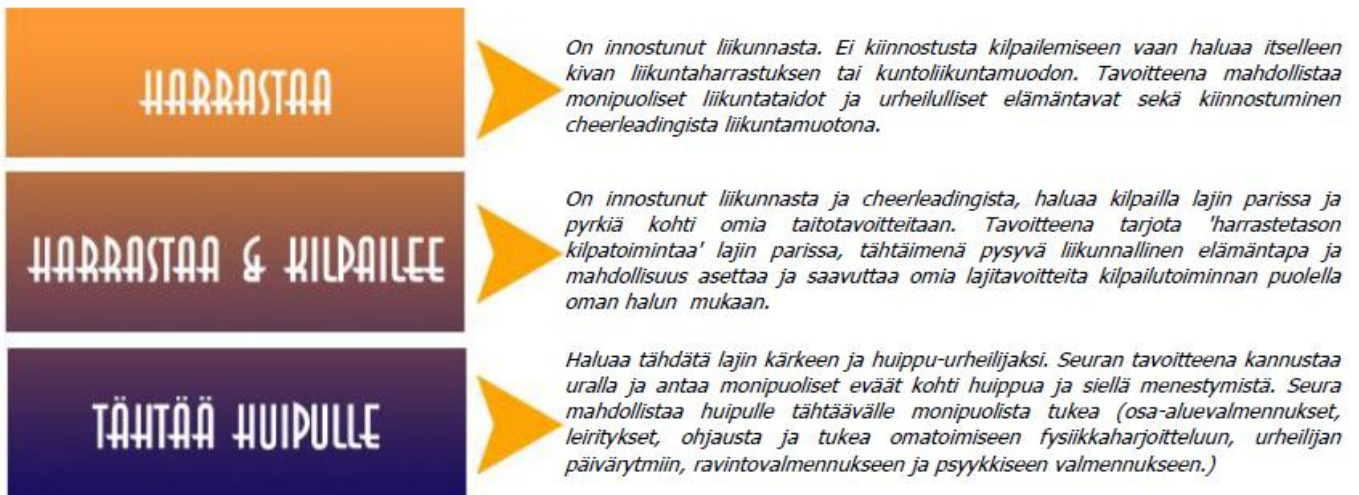 HARRASTAA
On innostunut liikunnasta. Ei kiinnostusta kilpailemiseen vaan haluaa itselleen
kivan liikuntaharrastuksen tai kuntoliikuntamuodon. Tavoitteena mahdollistaa
monipuoliset liikuntataidot ja urheilulliset elämäntavat sekä kiinnostuminen
cheerleadingista liikuntamuotona.
HARRASTAA & KILPAILEE
On innostunut liikunnasta ja cheerleadingista, haluaa kilpailla lajin parissa ja
pyrkiä kohti omia taitotavoitteitaan. Tavoitteena tarjota 'harrastetason
kilpatoimintaa' lajin parissa, tähtäimenä pysyvä liikunnallinen elämäntapa ja
mahdollisuus asettaa ja saavuttaa omia lajitavoitteita kilpailutoiminnan puolella
oman halun mukaan.
TÄHTÄÄ HUIPULLE
Haluaa tähdätä lajin kärkeen ja huippu-urheilijaksi. Seuran tavoitteena kannustaa
uralla ja antaa monipuoliset eväät kohti huippua ja siellä menestymistä. Seura
mahdollistaa huipulle tähtäävälle monipuolista tukea (osa-aluevalmennukset,
leiritykset, ohjausta ja tukea omatoimiseen fysiikkaharjoitteluun, urheilijan
päivärytmiin, ravintovalmennukseen ja psyykkiseen valmennukseen.)